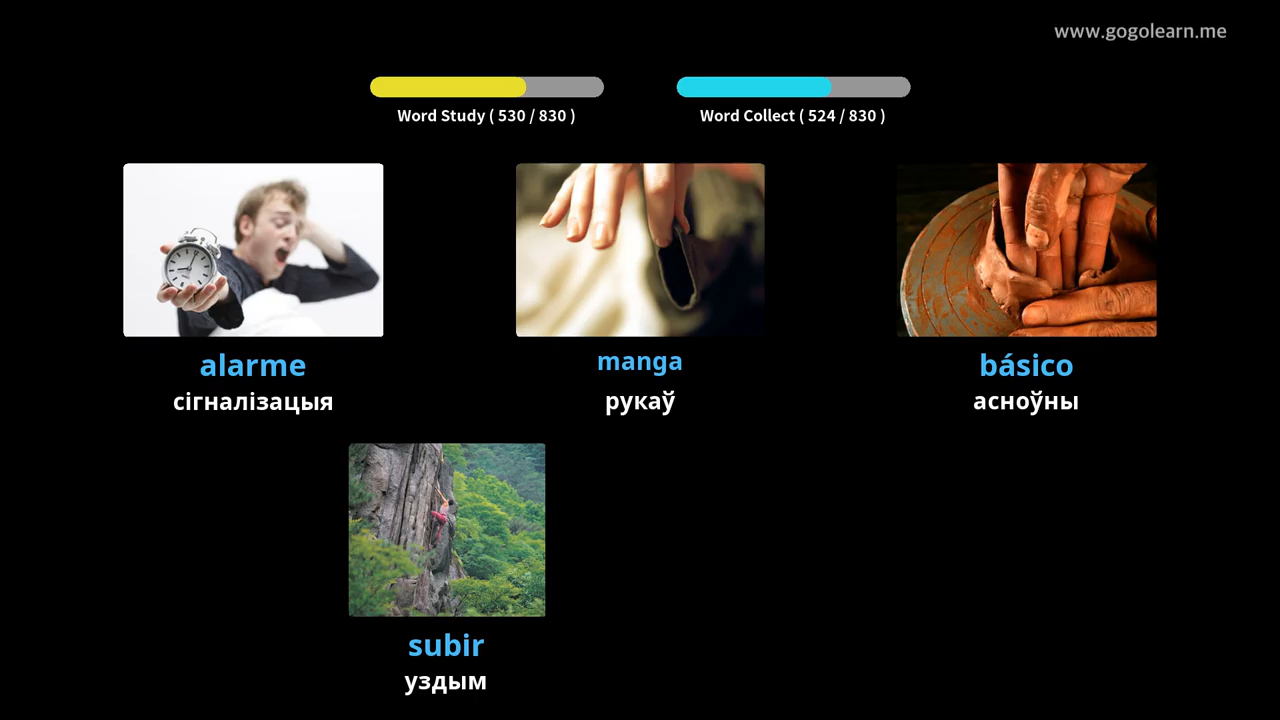 www.gogolearn.me
Word Study ( 530 / 830 )
Word Collect ( 524 / 830 )
alarme
сігналізацыя
manga
рукаў
básico
асноўны
subir
уздым